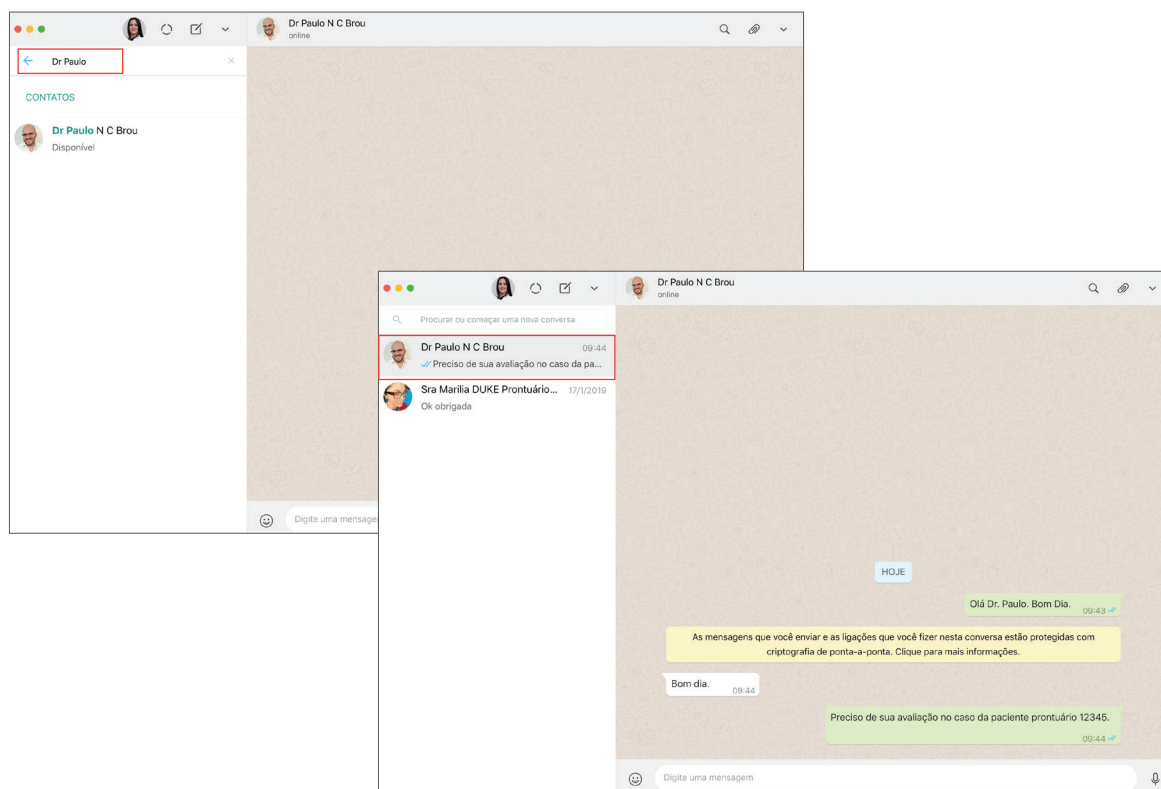 Dr Paulo N C Brou
online
Dr Paulo
CONTATOS
Dr Paulo N C Brou
Disponível
Digite uma mensage
Dr Paulo N C Brou
online
Procurar ou começar uma nova conversa
Dr Paulo N C Brou 09:44
Preciso de sua avaliação no caso da pa...
Sra Marilia DUKE Prontuário... 17/1/2019
Ok obrigada
HOJE
Olá Dr. Paulo. Bom Dia. 09:43
As mensagens que você enviar e as ligações que você fizer nesta conversa estão protegidas com
criptografia de ponta-a-ponta. Clique para mais informações.
Bom dia. 09:44
Preciso de sua avaliação no caso da paciente prontuário 12345.
09:44
Digite uma mensagem